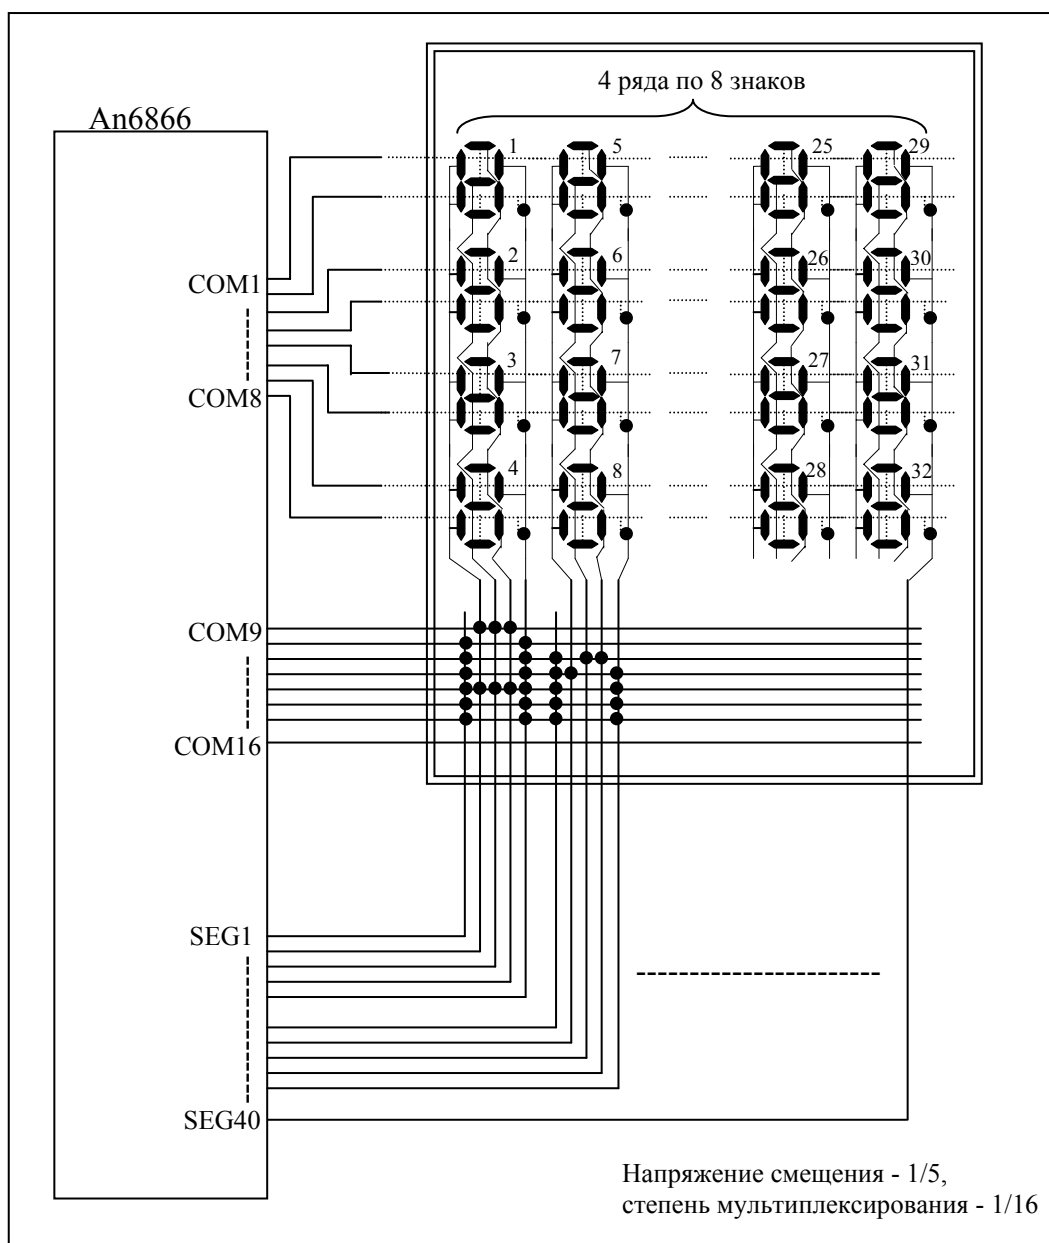 4 ряда по 8 знаков
An6866
1 5 25 29
2 6 26 30
COM1
3 7 27 31
COM8
4 8 28 32
COM9
COM16
SEG1
SEG40
Напряжение смещения - 1/5,
степень мультиплексирования - 1/16